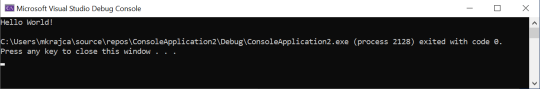 Microsoft Visual Studio Debug Console
Hello World!
C:\Users\mkrajca\source\repos\ConsoleApplication2\Debug\ConsoleApplication2.exe (process 2128) exited with code 0.
Press any key to close this window . . .